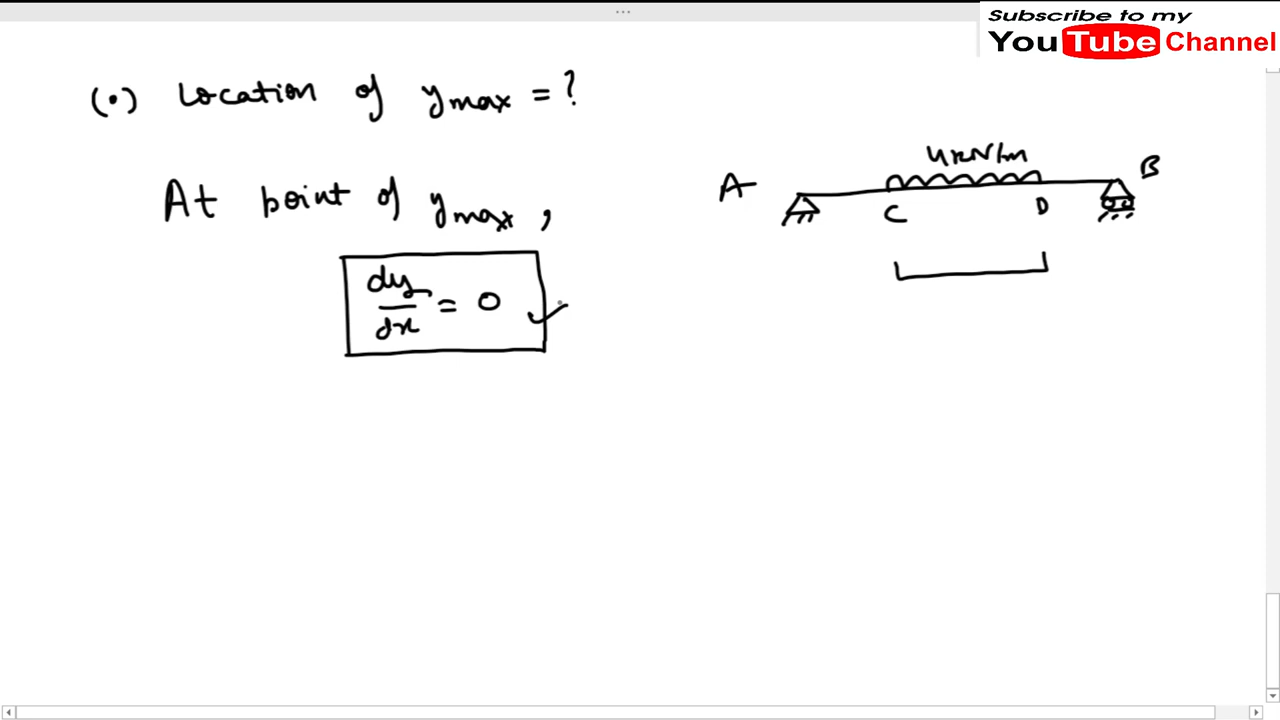 Subscribe to my
YouTube Channel
(•) Location of ymax = ?
At point of ymax,
dy/dx = 0
4kN/m
A
B
C
D